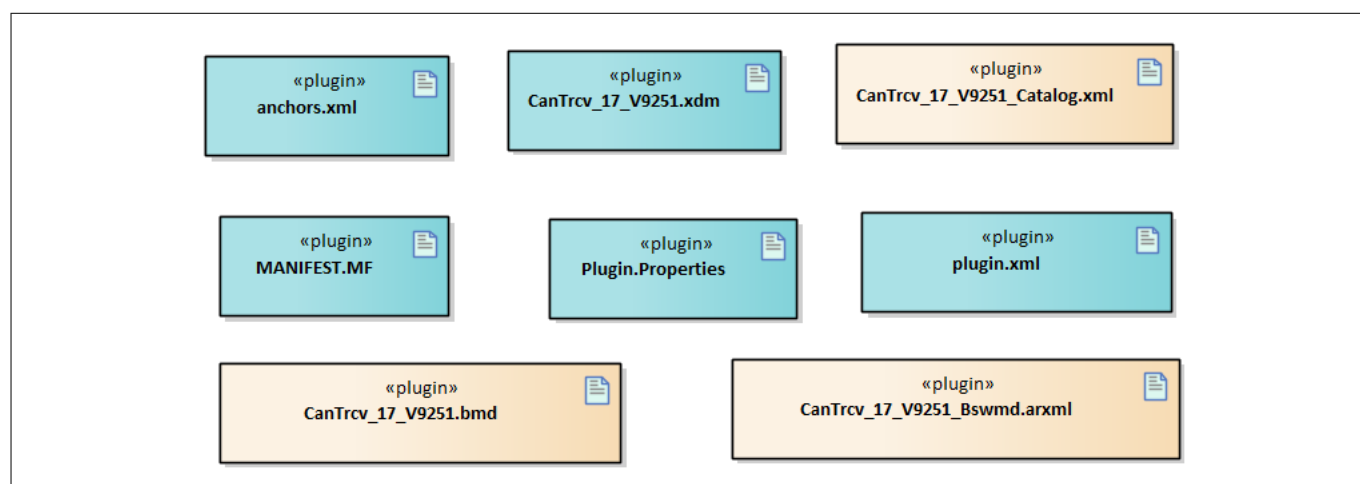 «plugin»
anchors.xml
«plugin»
CanTrcv_17_V9251.xdm
«plugin»
CanTrcv_17_V9251_Catalog.xml
«plugin»
MANIFEST.MF
«plugin»
Plugin.Properties
«plugin»
plugin.xml
«plugin»
CanTrcv_17_V9251.bmd
«plugin»
CanTrcv_17_V9251_Bswmd.arxml